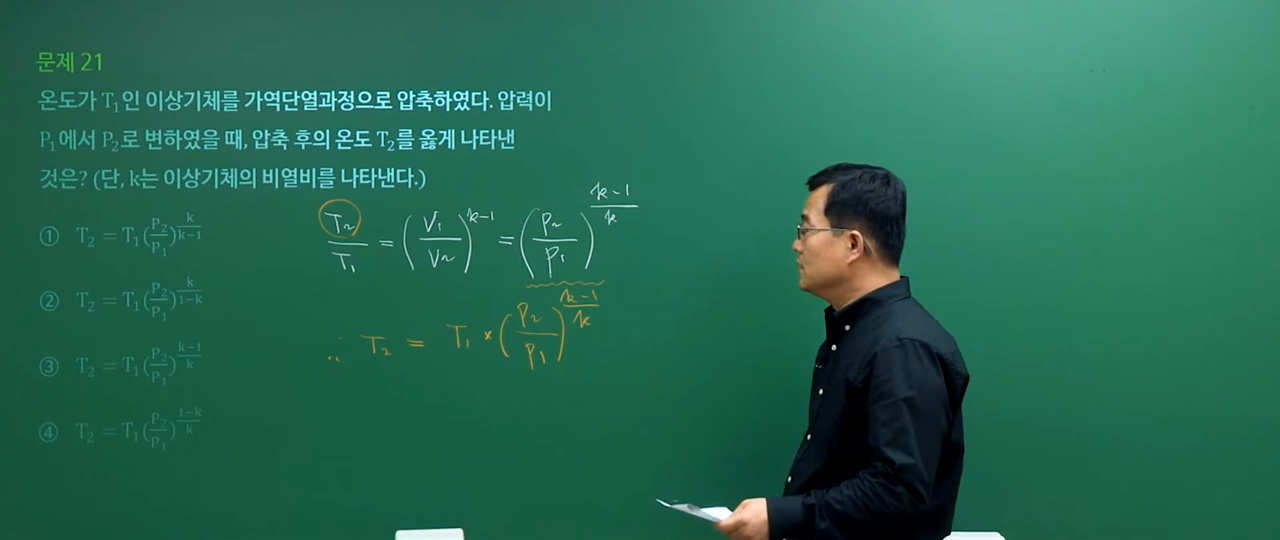 문제 21
온도가 T₁인 이상기체를 가역단열과정으로 압축하였다. 압력이
P₁에서 P₂로 변하였을 때, 압축 후의 온도 T₂를 옳게 나타낸
것은? (단, k는 이상기체의 비열비를 나타낸다.)
① T₂ = T₁(P₂/P₁)^(k/(k-1))
② T₂ = T₁(P₂/P₁)^(k/(1-k))
③ T₂ = T₁(P₂/P₁)^((k-1)/k)
④ T₂ = T₁(P₂/P₁)^((1-k)/k)
T₂/T₁ = (V₁/V₂)^(k-1) = (P₂/P₁)^((k-1)/k)
∴ T₂ = T₁ * (P₂/P₁)^((k-1)/k)